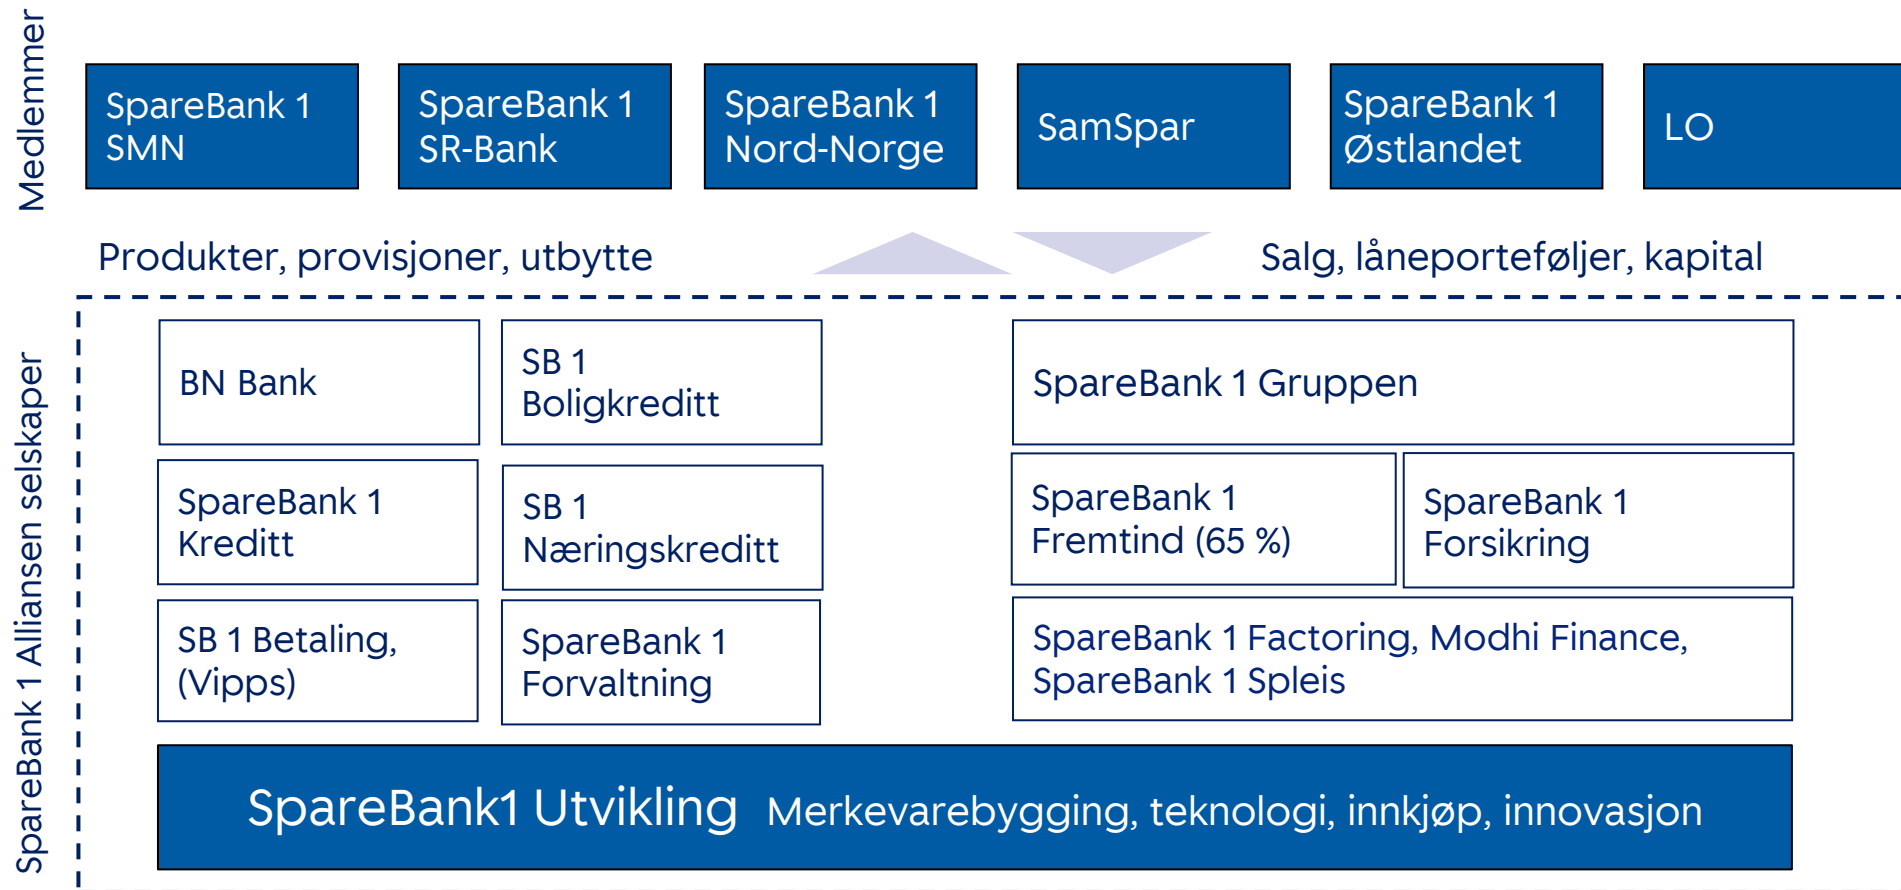 Medlemmer
SpareBank 1
SMN
SpareBank 1
SR-Bank
SpareBank 1
Nord-Norge
SamSpar
SpareBank 1
Østlandet
LO
Produkter, provisjoner, utbytte
Salg, låneporteføljer, kapital
SpareBank 1 Alliansen selskaper
BN Bank
SB 1
Boligkreditt
SpareBank 1 Gruppen
SpareBank 1
Kreditt
SB 1
Næringskreditt
SpareBank 1
Fremtind (65 %)
SpareBank 1
Forsikring
SB 1 Betaling,
(Vipps)
SpareBank 1
Forvaltning
SpareBank 1 Factoring, Modhi Finance,
SpareBank 1 Spleis
SpareBank1 Utvikling Merkevarebygging, teknologi, innkjøp, innovasjon